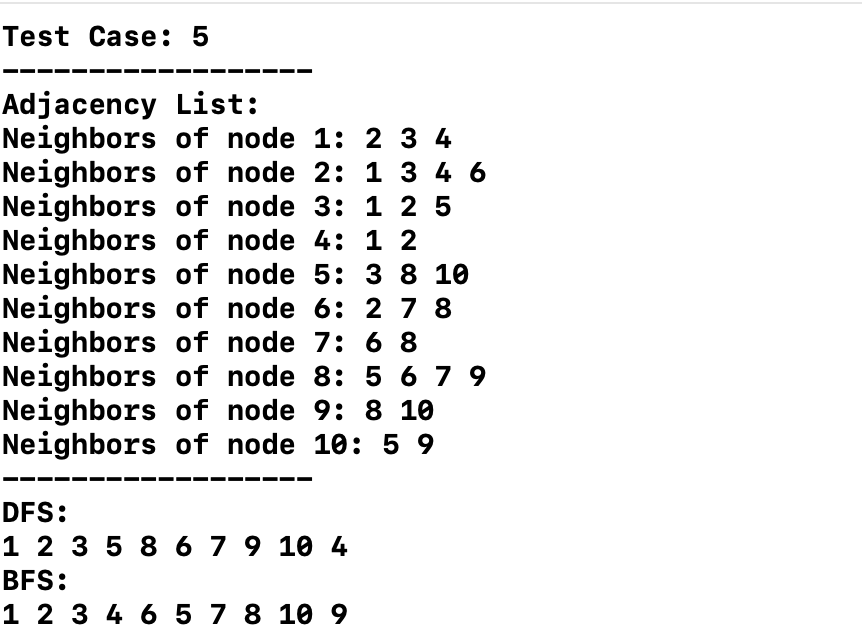 Test Case: 5
------------------
Adjacency List:
Neighbors of node 1: 2 3 4
Neighbors of node 2: 1 3 4 6
Neighbors of node 3: 1 2 5
Neighbors of node 4: 1 2
Neighbors of node 5: 3 8 10
Neighbors of node 6: 2 7 8
Neighbors of node 7: 6 8
Neighbors of node 8: 5 6 7 9
Neighbors of node 9: 8 10
Neighbors of node 10: 5 9
------------------
DFS:
1 2 3 5 8 6 7 9 10 4
BFS:
1 2 3 4 6 5 7 8 10 9